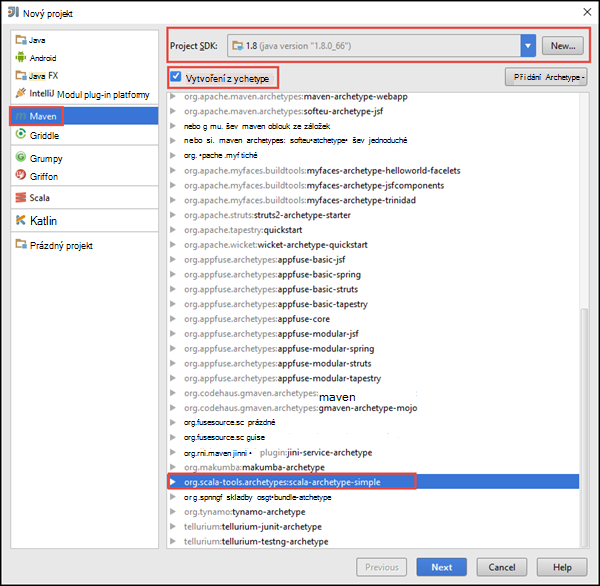 Nový projekt
Java
Android
Java FX
IntelliJ Modul plug-in platformy
Maven
Griddle
Grumpy
Griffon
Scala
Katlin
Prázdný projekt
Project SDK: 1.8 (java version "1.8.0_66") New...
Vytvoření z ychetype Přidání Archetype -
org.apache.maven.archetypes:maven-archetype-webapp
org.apache.maven.archetypes:softeu-archetype-jsf
nebo g mu. šev maven oblouk ze záložek
nebo si. maven archetypes: softeu•atchetype• šev jednoduché
org. •pache .myf tiché
org.apache.myfaces.buildtools:myfaces-archetype-helloworld-facelets
org.apache.myfaces.buildtools:myfaces-archetype-jsfcomponents
org.apache.myfaces.buildtools:myfaces-archetype-trinidad
org.apache.struts:struts2-archetype-starter
org.apache.tapestry:quickstart
org.apache.wicket:wicket-archetype-quickstart
org.appfuse.archetypes:appfuse-basic-jsf
org.appfuse.archetypes:appfuse-basic-spring
org.appfuse.archetypes:appfuse-basic-struts
org.appfuse.archetypes:appfuse-basic-tapestry
org.appfuse.archetypes:appfuse-core
org.appfuse.archetypes:appfuse-modular-jsf
org.appfuse.archetypes:appfuse-modular-spring
org.appfuse.archetypes:appfuse-modular-struts
org.appfuse.archetypes:appfuse-modular-tapestry
org.codehaus.gmaven.archetypes: maven
org.codehaus.gmaven.archetypes:gmaven-archetype-mojo
org.fusesource.sc prázdné
org.fusesource.sc guise
org.rni.maven jinni • plugin:jini-service-archetype
org.makumba:makumba-archetype
org.scala-tools.archetypes:scala-archetype-simple
or g .spnngf skladby osgt•bundle-atchetype
org.tynamo:tynamo-archetype
tellurium:tellurium-junit-archetype
tellurium:tellurium-testng-archetype
Previous Next Cancel Help